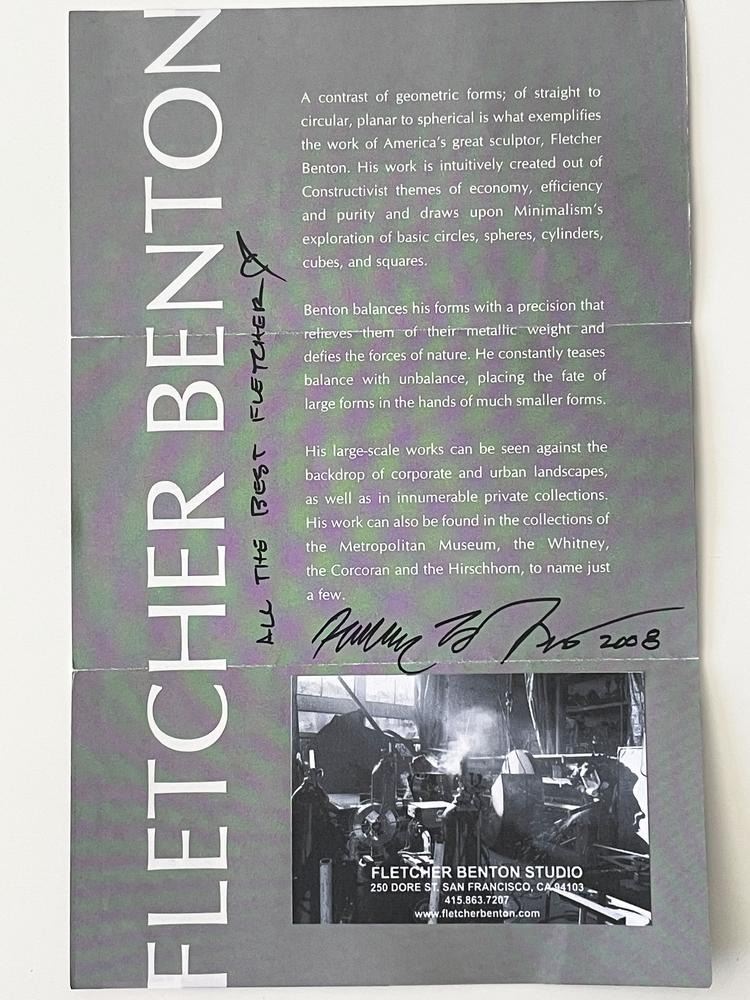 FLETCHER BENTON
A contrast of geometric forms; of straight to
circular, planar to spherical is what exemplifies
the work of America's great sculptor, Fletcher
Benton. His work is intuitively created out of
Constructivist themes of economy, efficiency
and purity and draws upon Minimalism's
exploration of basic circles, spheres, cylinders,
cubes, and squares.
Benton balances his forms with a precision that
relieves them of their metallic weight and
defies the forces of nature. He constantly teases
balance with unbalance, placing the fate of
large forms in the hands of much smaller forms.
His large-scale works can be seen against the
backdrop of corporate and urban landscapes,
as well as in innumerable private collections.
His work can also be found in the collections of
the Metropolitan Museum, the Whitney,
the Corcoran and the Hirschhorn, to name just
a few.
ALL THE BEST FLETCHER
2008
FLETCHER BENTON STUDIO
250 DORE ST. SAN FRANCISCO, CA 94103
415.863.7207
www.fletcherbenton.com